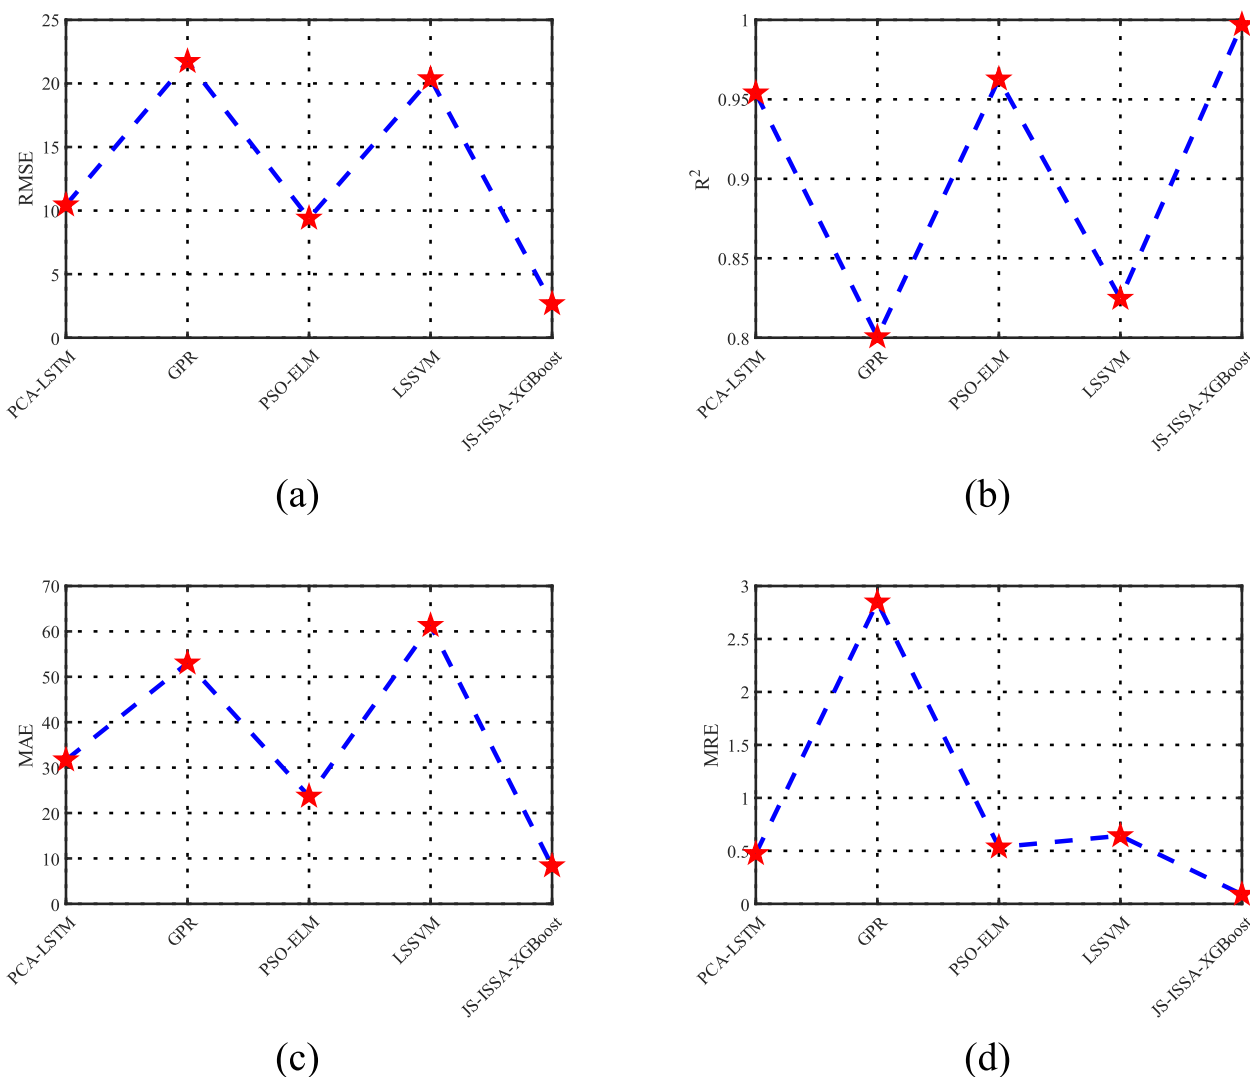 25
20
15
10
5
0
RMSE
PCA-LSTM
GPR
PSO-ELM
LSSVM
JS-ISSA-XGBoost
(a)
1
0.95
0.9
0.85
0.8
R²
PCA-LSTM
GPR
PSO-ELM
LSSVM
JS-ISSA-XGBoost
(b)
70
60
50
40
30
20
10
0
MAE
PCA-LSTM
GPR
PSO-ELM
LSSVM
JS-ISSA-XGBoost
(c)
3
2.5
2
1.5
1
0.5
0
MRE
PCA-LSTM
GPR
PSO-ELM
LSSVM
JS-ISSA-XGBoost
(d)